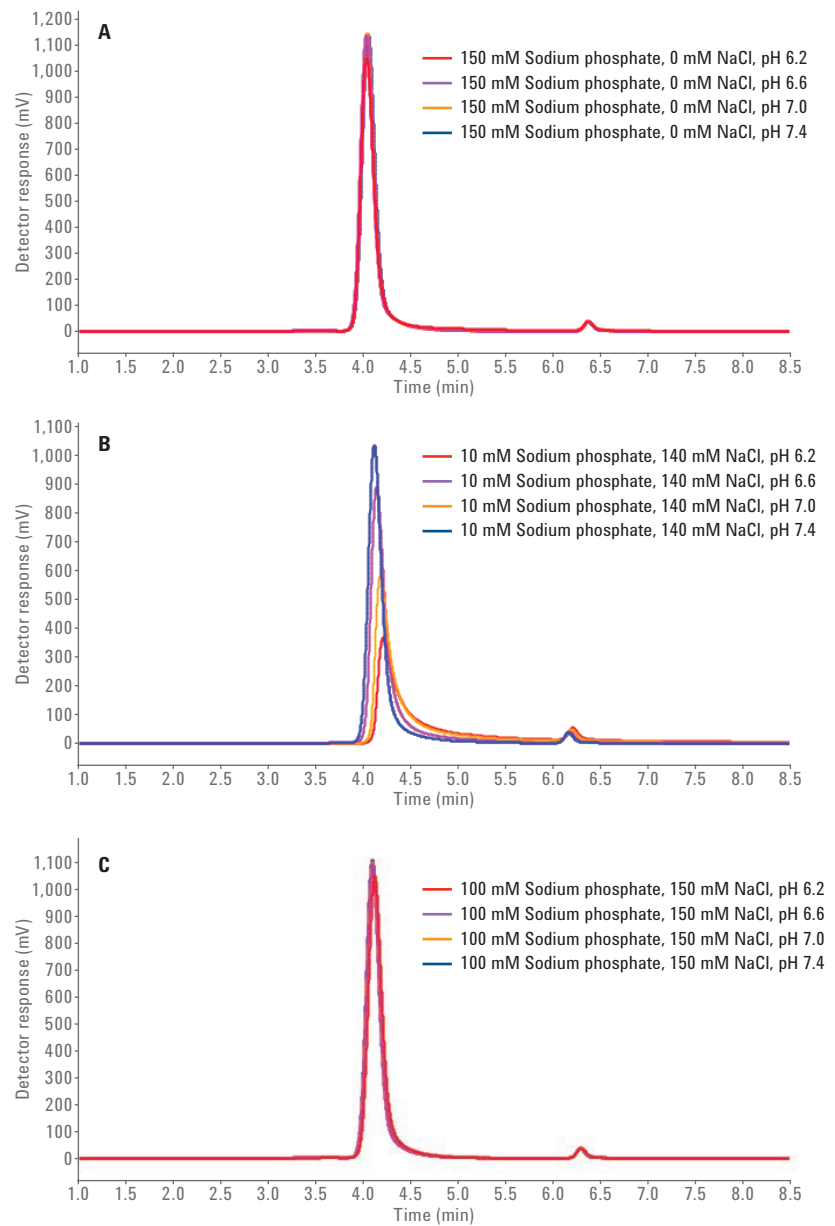 A
1,200
1,100
1,000
900
800
700
600
500
400
300
200
100
0
Detector response (mV)
150 mM Sodium phosphate, 0 mM NaCl, pH 6.2
150 mM Sodium phosphate, 0 mM NaCl, pH 6.6
150 mM Sodium phosphate, 0 mM NaCl, pH 7.0
150 mM Sodium phosphate, 0 mM NaCl, pH 7.4
1.0 1.5 2.0 2.5 3.0 3.5 4.0 4.5 5.0 5.5 6.0 6.5 7.0 7.5 8.0 8.5
Time (min)
B
1,100
1,000
900
800
700
600
500
400
300
200
100
0
Detector response (mV)
10 mM Sodium phosphate, 140 mM NaCl, pH 6.2
10 mM Sodium phosphate, 140 mM NaCl, pH 6.6
10 mM Sodium phosphate, 140 mM NaCl, pH 7.0
10 mM Sodium phosphate, 140 mM NaCl, pH 7.4
1.0 1.5 2.0 2.5 3.0 3.5 4.0 4.5 5.0 5.5 6.0 6.5 7.0 7.5 8.0 8.5
Time (min)
C
1,100
1,000
900
800
700
600
500
400
300
200
100
0
Detector response (mV)
100 mM Sodium phosphate, 150 mM NaCl, pH 6.2
100 mM Sodium phosphate, 150 mM NaCl, pH 6.6
100 mM Sodium phosphate, 150 mM NaCl, pH 7.0
100 mM Sodium phosphate, 150 mM NaCl, pH 7.4
1.0 1.5 2.0 2.5 3.0 3.5 4.0 4.5 5.0 5.5 6.0 6.5 7.0 7.5 8.0 8.5
Time (min)